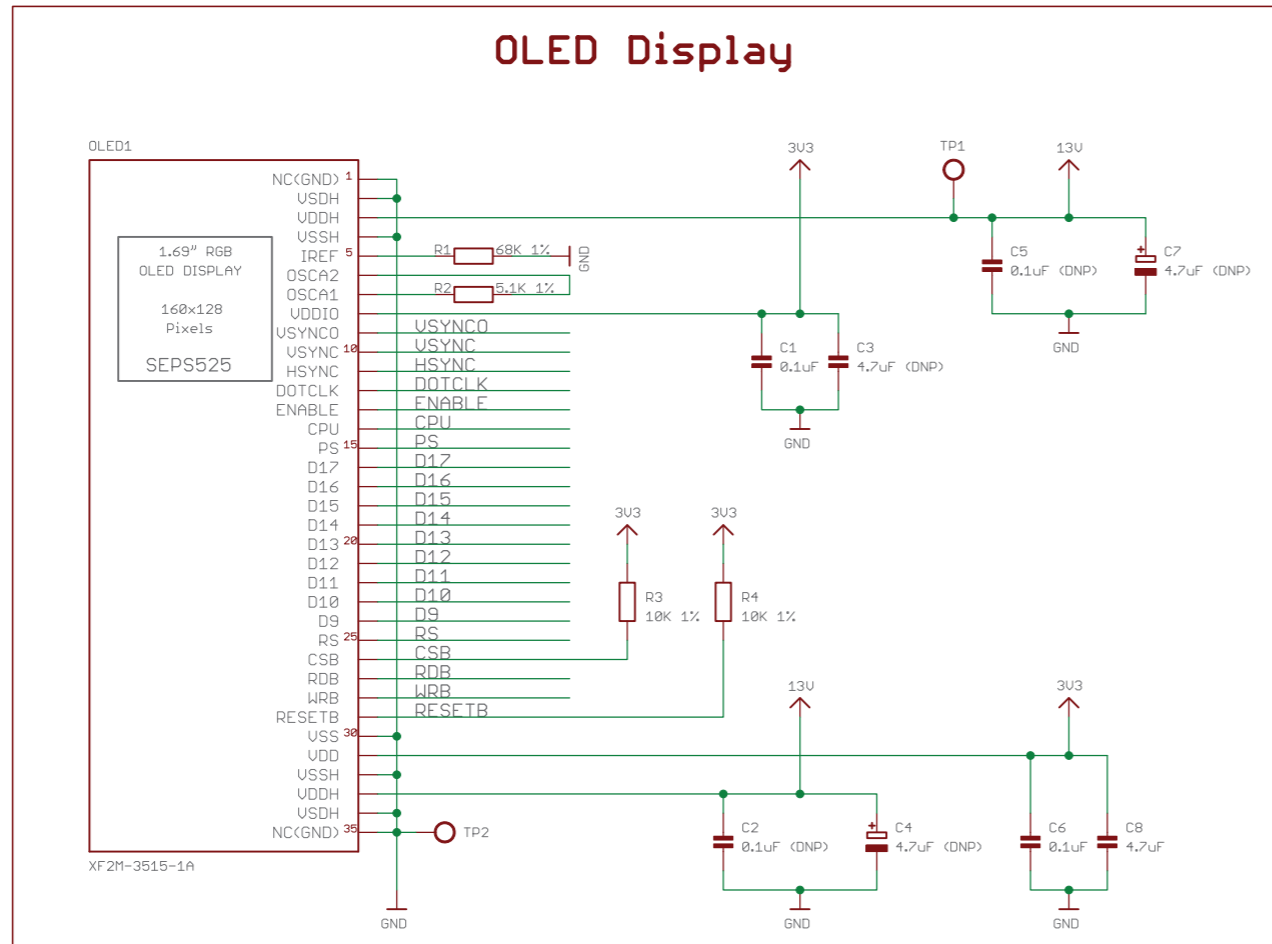 OLED Display
OLED1
1.69" RGB
OLED DISPLAY
160x128
Pixels
SEPS525
NC(GND) 1
VSDH
VDDH
VSSH
IREF 5
OSCA2
OSCA1
VDDIO
VSYNCO
VSYNC 10
HSYNC
DOTCLK
ENABLE
CPU
PS 15
D17
D16
D15
D14
D13 20
D12
D11
D10
D9
RS 25
CSB
RDB
WRB
RESETB
VSS 30
VDD
VSSH
VDDH
VSDH
NC(GND) 35
XF2M-3515-1A
R1 68K 1%
GND
R2 5.1K 1%
VSYNCO
VSYNC
HSYNC
DOTCLK
ENABLE
CPU
PS
D17
D16
D15
D14
D13
D12
D11
D10
D9
RS
CSB
RDB
WRB
RESETB
TP2
GND
3V3
C1
0.1uF
C3
4.7uF (DNP)
GND
TP1
13V
C5
0.1uF (DNP)
C7
4.7uF (DNP)
GND
3V3
R3
10K 1%
3V3
R4
10K 1%
13V
C2
0.1uF (DNP)
C4
4.7uF (DNP)
GND
3V3
C6
0.1uF
C8
4.7uF
GND